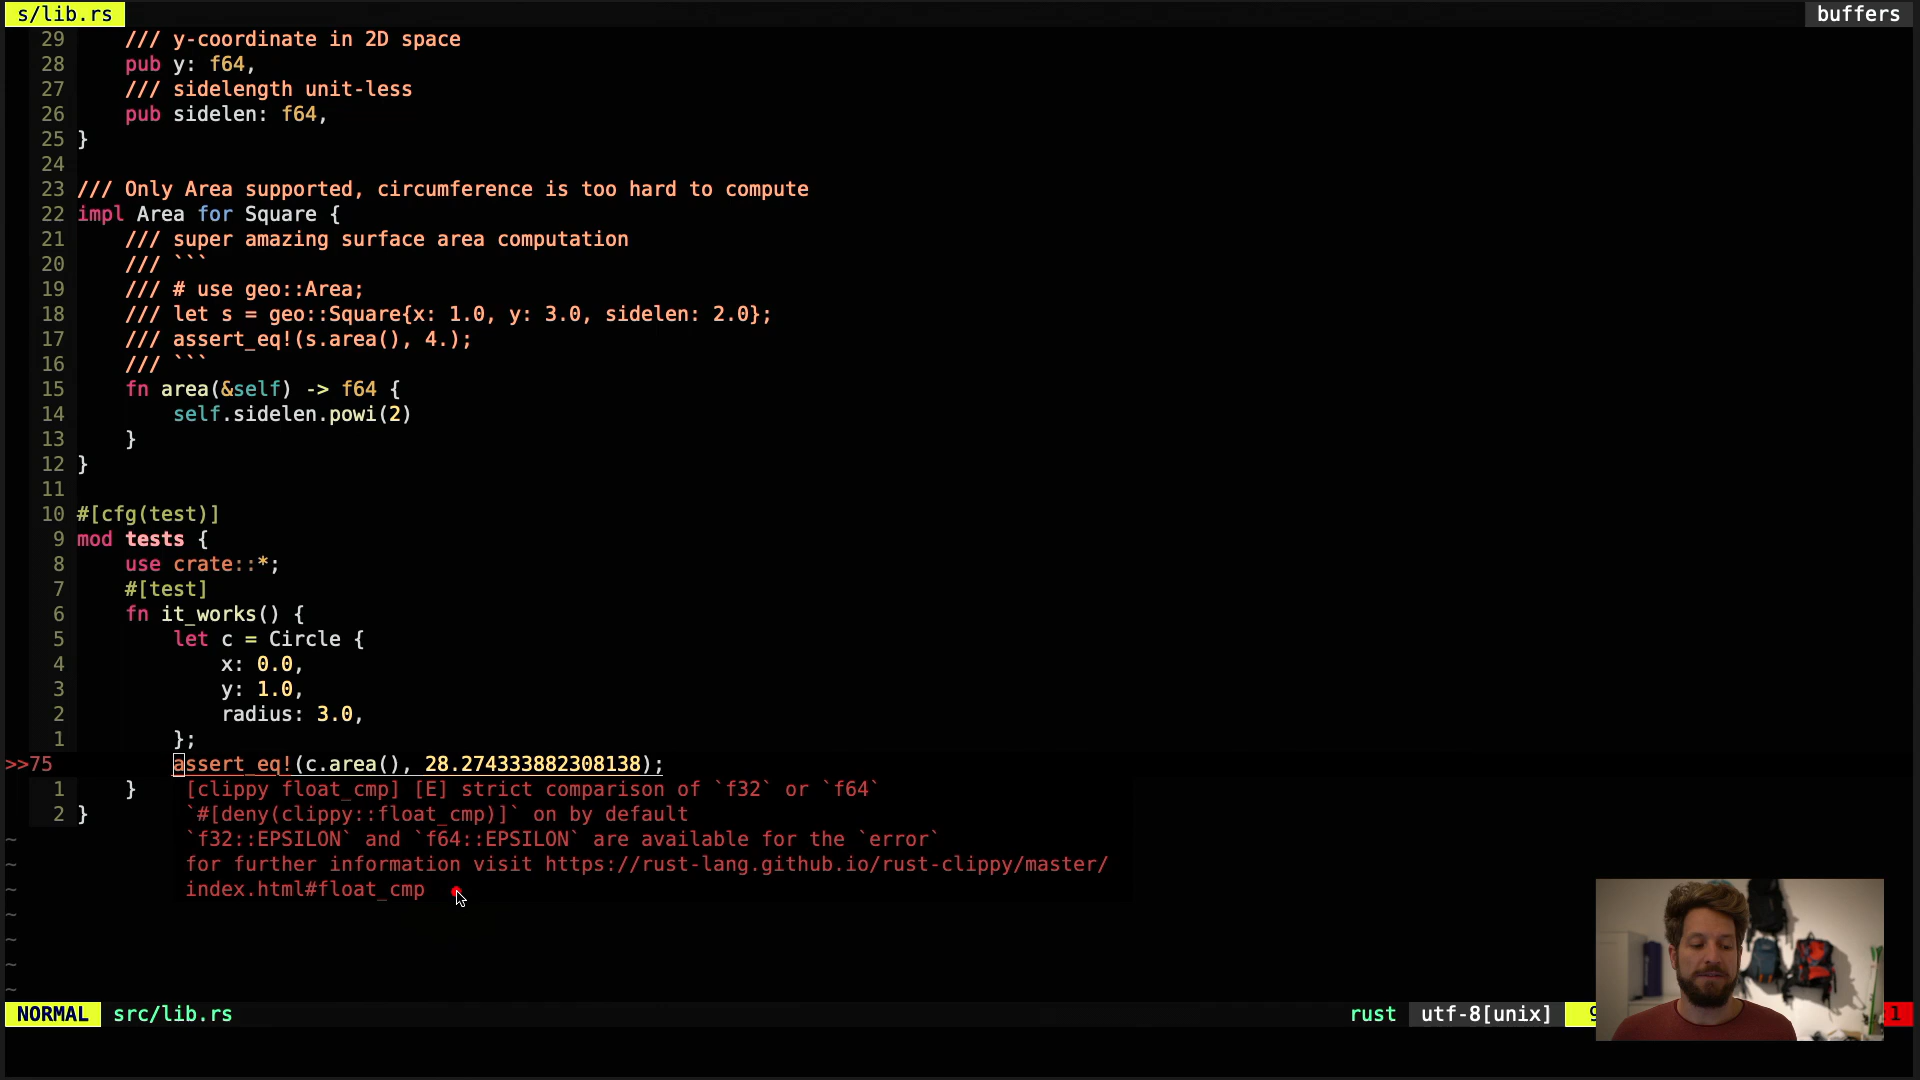 s/lib.rs buffers
29 /// y-coordinate in 2D space
28 pub y: f64,
27 /// sidelength unit-less
26 pub sidelen: f64,
25 }
24
23 /// Only Area supported, circumference is too hard to compute
22 impl Area for Square {
21 /// super amazing surface area computation
20 /// ```
19 /// # use geo::Area;
18 /// let s = geo::Square{x: 1.0, y: 3.0, sidelen: 2.0};
17 /// assert_eq!(s.area(), 4.);
16 /// ```
15 fn area(&self) -> f64 {
14 self.sidelen.powi(2)
13 }
12 }
11
10 #[cfg(test)]
9 mod tests {
8 use crate::*;
7 #[test]
6 fn it_works() {
5 let c = Circle {
4 x: 0.0,
3 y: 1.0,
2 radius: 3.0,
1 };
>>75 assert_eq!(c.area(), 28.274333882308138);
1 } [clippy float_cmp] [E] strict comparison of `f32` or `f64`
2 } `#[deny(clippy::float_cmp)]` on by default
~ `f32::EPSILON` and `f64::EPSILON` are available for the `error`
~ for further information visit https://rust-lang.github.io/rust-clippy/master/
~ index.html#float_cmp
~
~
~
~
NORMAL src/lib.rs rust utf-8[unix] 1